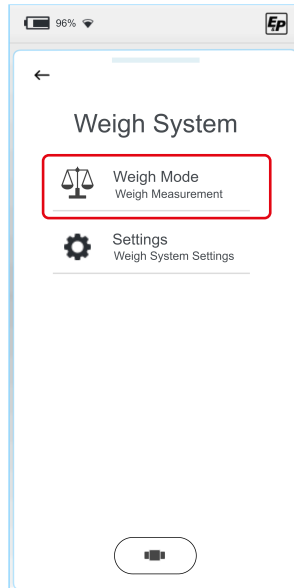 96%
EP
Weigh System
Weigh Mode
Weigh Measurement
Settings
Weigh System Settings